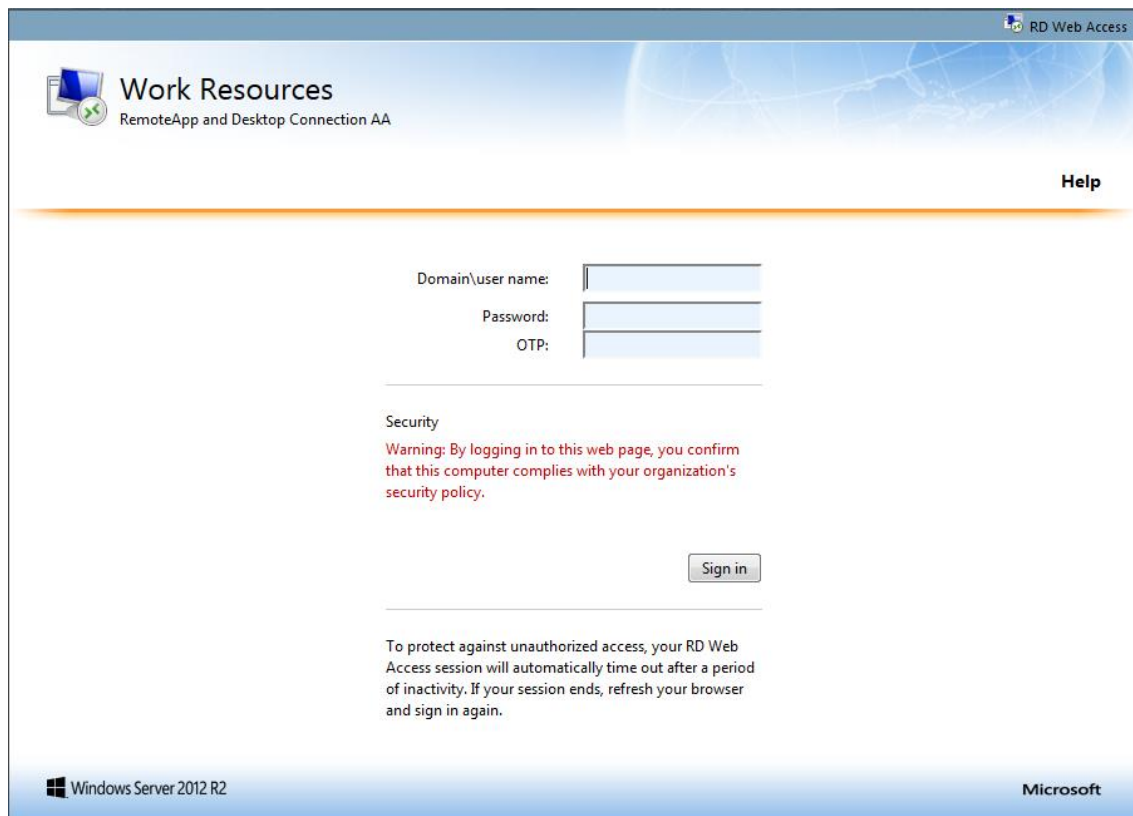 RD Web Access
Work Resources
RemoteApp and Desktop Connection AA
Help
Domain\user name:
Password:
OTP:
Security
Warning: By logging in to this web page, you confirm
that this computer complies with your organization's
security policy.
Sign in
To protect against unauthorized access, your RD Web
Access session will automatically time out after a period
of inactivity. If your session ends, refresh your browser
and sign in again.
Windows Server 2012 R2
Microsoft